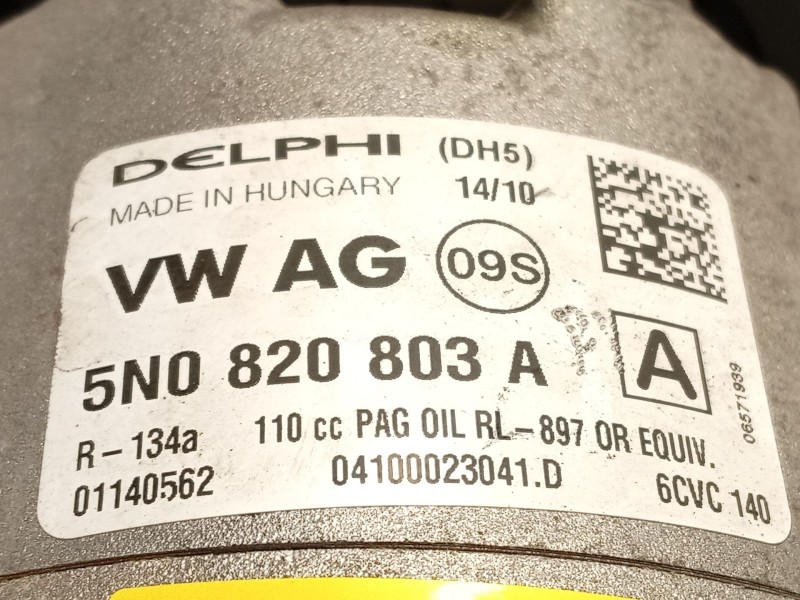 DELPHI (DH5)
MADE IN HUNGARY 14/10
VW AG 09S
5N0 820 803 A A
06571939
R-134a 110 cc PAG OIL RL-897 OR EQUIV.
01140562 04100023041.D 6CVC 140